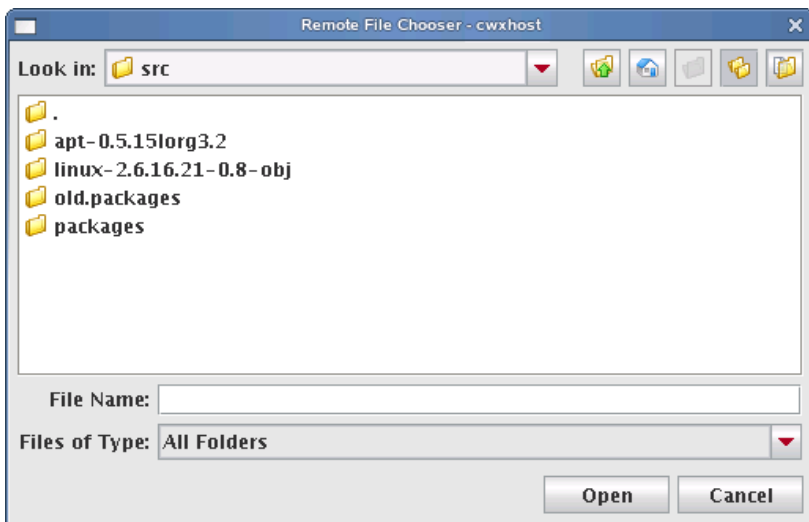 Remote File Chooser - cwxhost
Look in: src
.
apt-0.5.15lorg3.2
linux-2.6.16.21-0.8-obj
old.packages
packages
File Name:
Files of Type: All Folders
Open Cancel